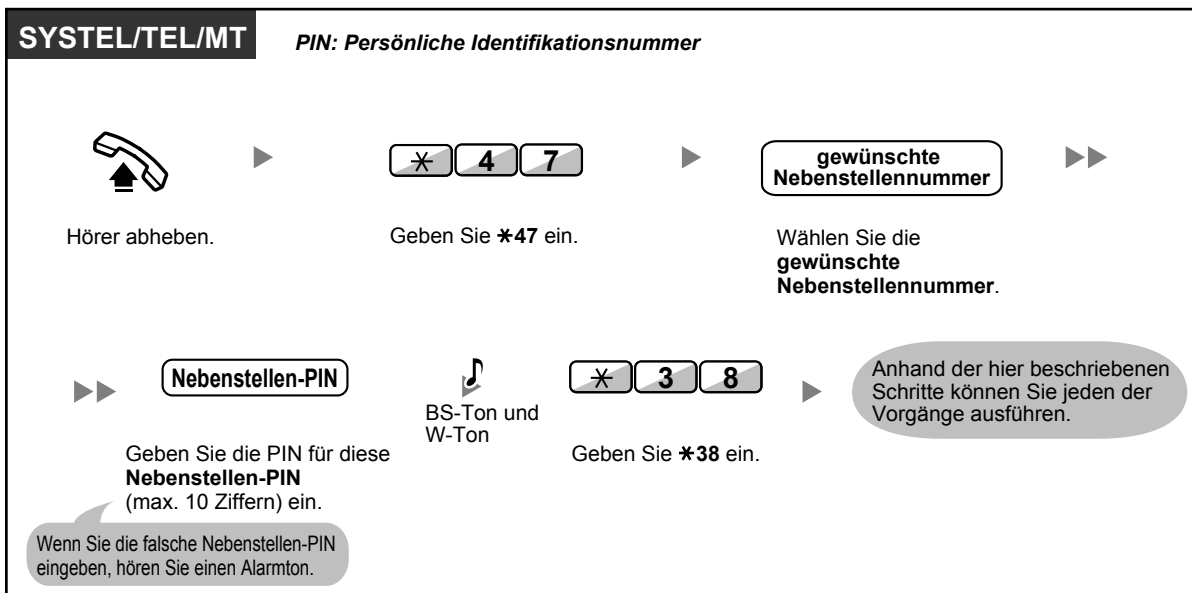 SYSTEL/TEL/MT
PIN: Persönliche Identifikationsnummer
✳ 4 7
gewünschte
Nebenstellennummer
Hörer abheben.
Geben Sie ✳47 ein.
Wählen Sie die
gewünschte
Nebenstellennummer.
Nebenstellen-PIN
BS-Ton und
W-Ton
✳ 3 8
Anhand der hier beschriebenen
Schritte können Sie jeden der
Vorgänge ausführen.
Geben Sie die PIN für diese
Nebenstellen-PIN
(max. 10 Ziffern) ein.
Geben Sie ✳38 ein.
Wenn Sie die falsche Nebenstellen-PIN
eingeben, hören Sie einen Alarmton.